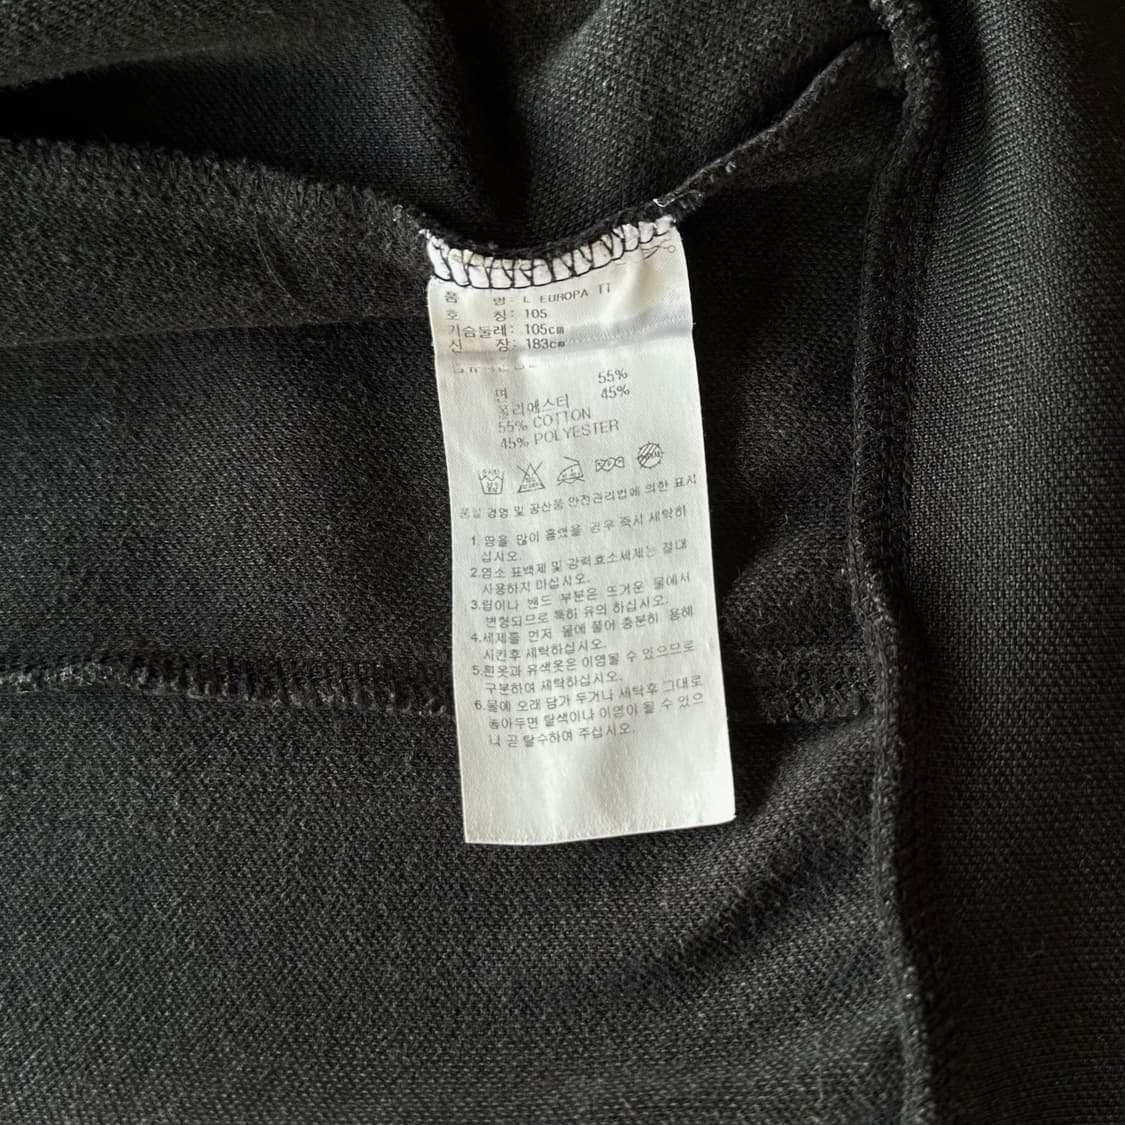 품 명: L EUROPA TT
호 칭: 105
가슴둘레: 105cm
신 장: 183cm
면 55%
폴리에스터 45%
55% COTTON
45% POLYESTER
품질 경영 및 공산품 안전관리법에 의한 표시
1.땀을 많이 흘렸을 경우 즉시 세탁하
십시오.
2.염소 표백제 및 강력효소세제는 절대
사용하지 마십시오.
3.립이나 밴드 부분은 뜨거운 물에서
변형되므로 특히 유의 하십시오.
4.세제를 먼저 물에 풀어 충분히 용해
시킨후 세탁하십시오.
5.흰옷과 유색옷은 이염될 수 있으므로
구분하여 세탁하십시오.
6.물에 오래 담가 두거나 세탁후 그대로
놓아두면 탈색이나 이염이 될 수 있으
니 곧 탈수하여 주십시오.